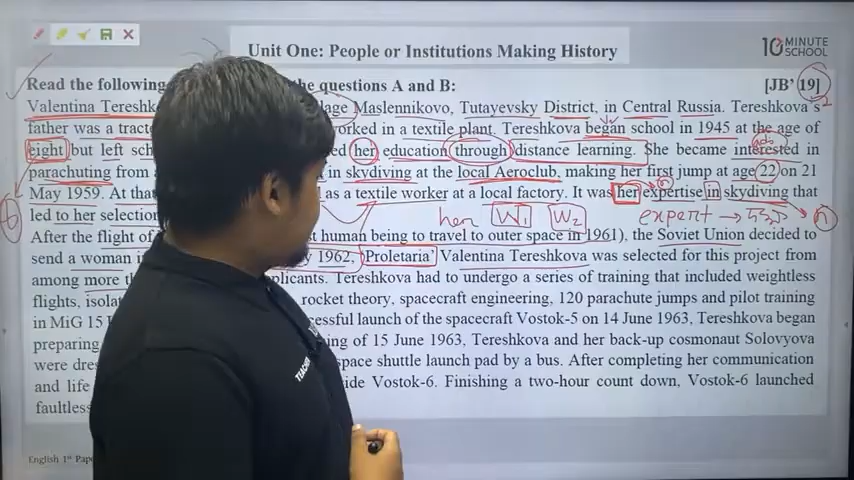 Unit One: People or Institutions Making History
10 MINUTE SCHOOL
Read the following the questions A and B: [JB' 19]
Valentina Tereshk Maslennikovo, Tutayevsky District, in Central Russia. Tereshkova's
father was a tract worked in a textile plant. Tereshkova began school in 1945 at the age of
eight but left sch her education through distance learning. She became interested in
parachuting from in skydiving at the local Aeroclub, making her first jump at age 22 on 21
May 1959. At that as a textile worker at a local factory. It was her expertise in skydiving that
led to her selection
her W1 W2 expert n
After the flight of human being to travel to outer space in 1961), the Soviet Union decided to
send a woman 1962, 'Proletaria' Valentina Tereshkova was selected for this project from
among more applicants. Tereshkova had to undergo a series of training that included weightless
flights, isolat rocket theory, spacecraft engineering, 120 parachute jumps and pilot training
in MiG 15 successful launch of the spacecraft Vostok-5 on 14 June 1963, Tereshkova began
preparing of 15 June 1963, Tereshkova and her back-up cosmonaut Solovyova
were dres space shuttle launch pad by a bus. After completing her communication
and life Vostok-6. Finishing a two-hour count down, Vostok-6 launched
faultless
English 1st Pap
TEACHER